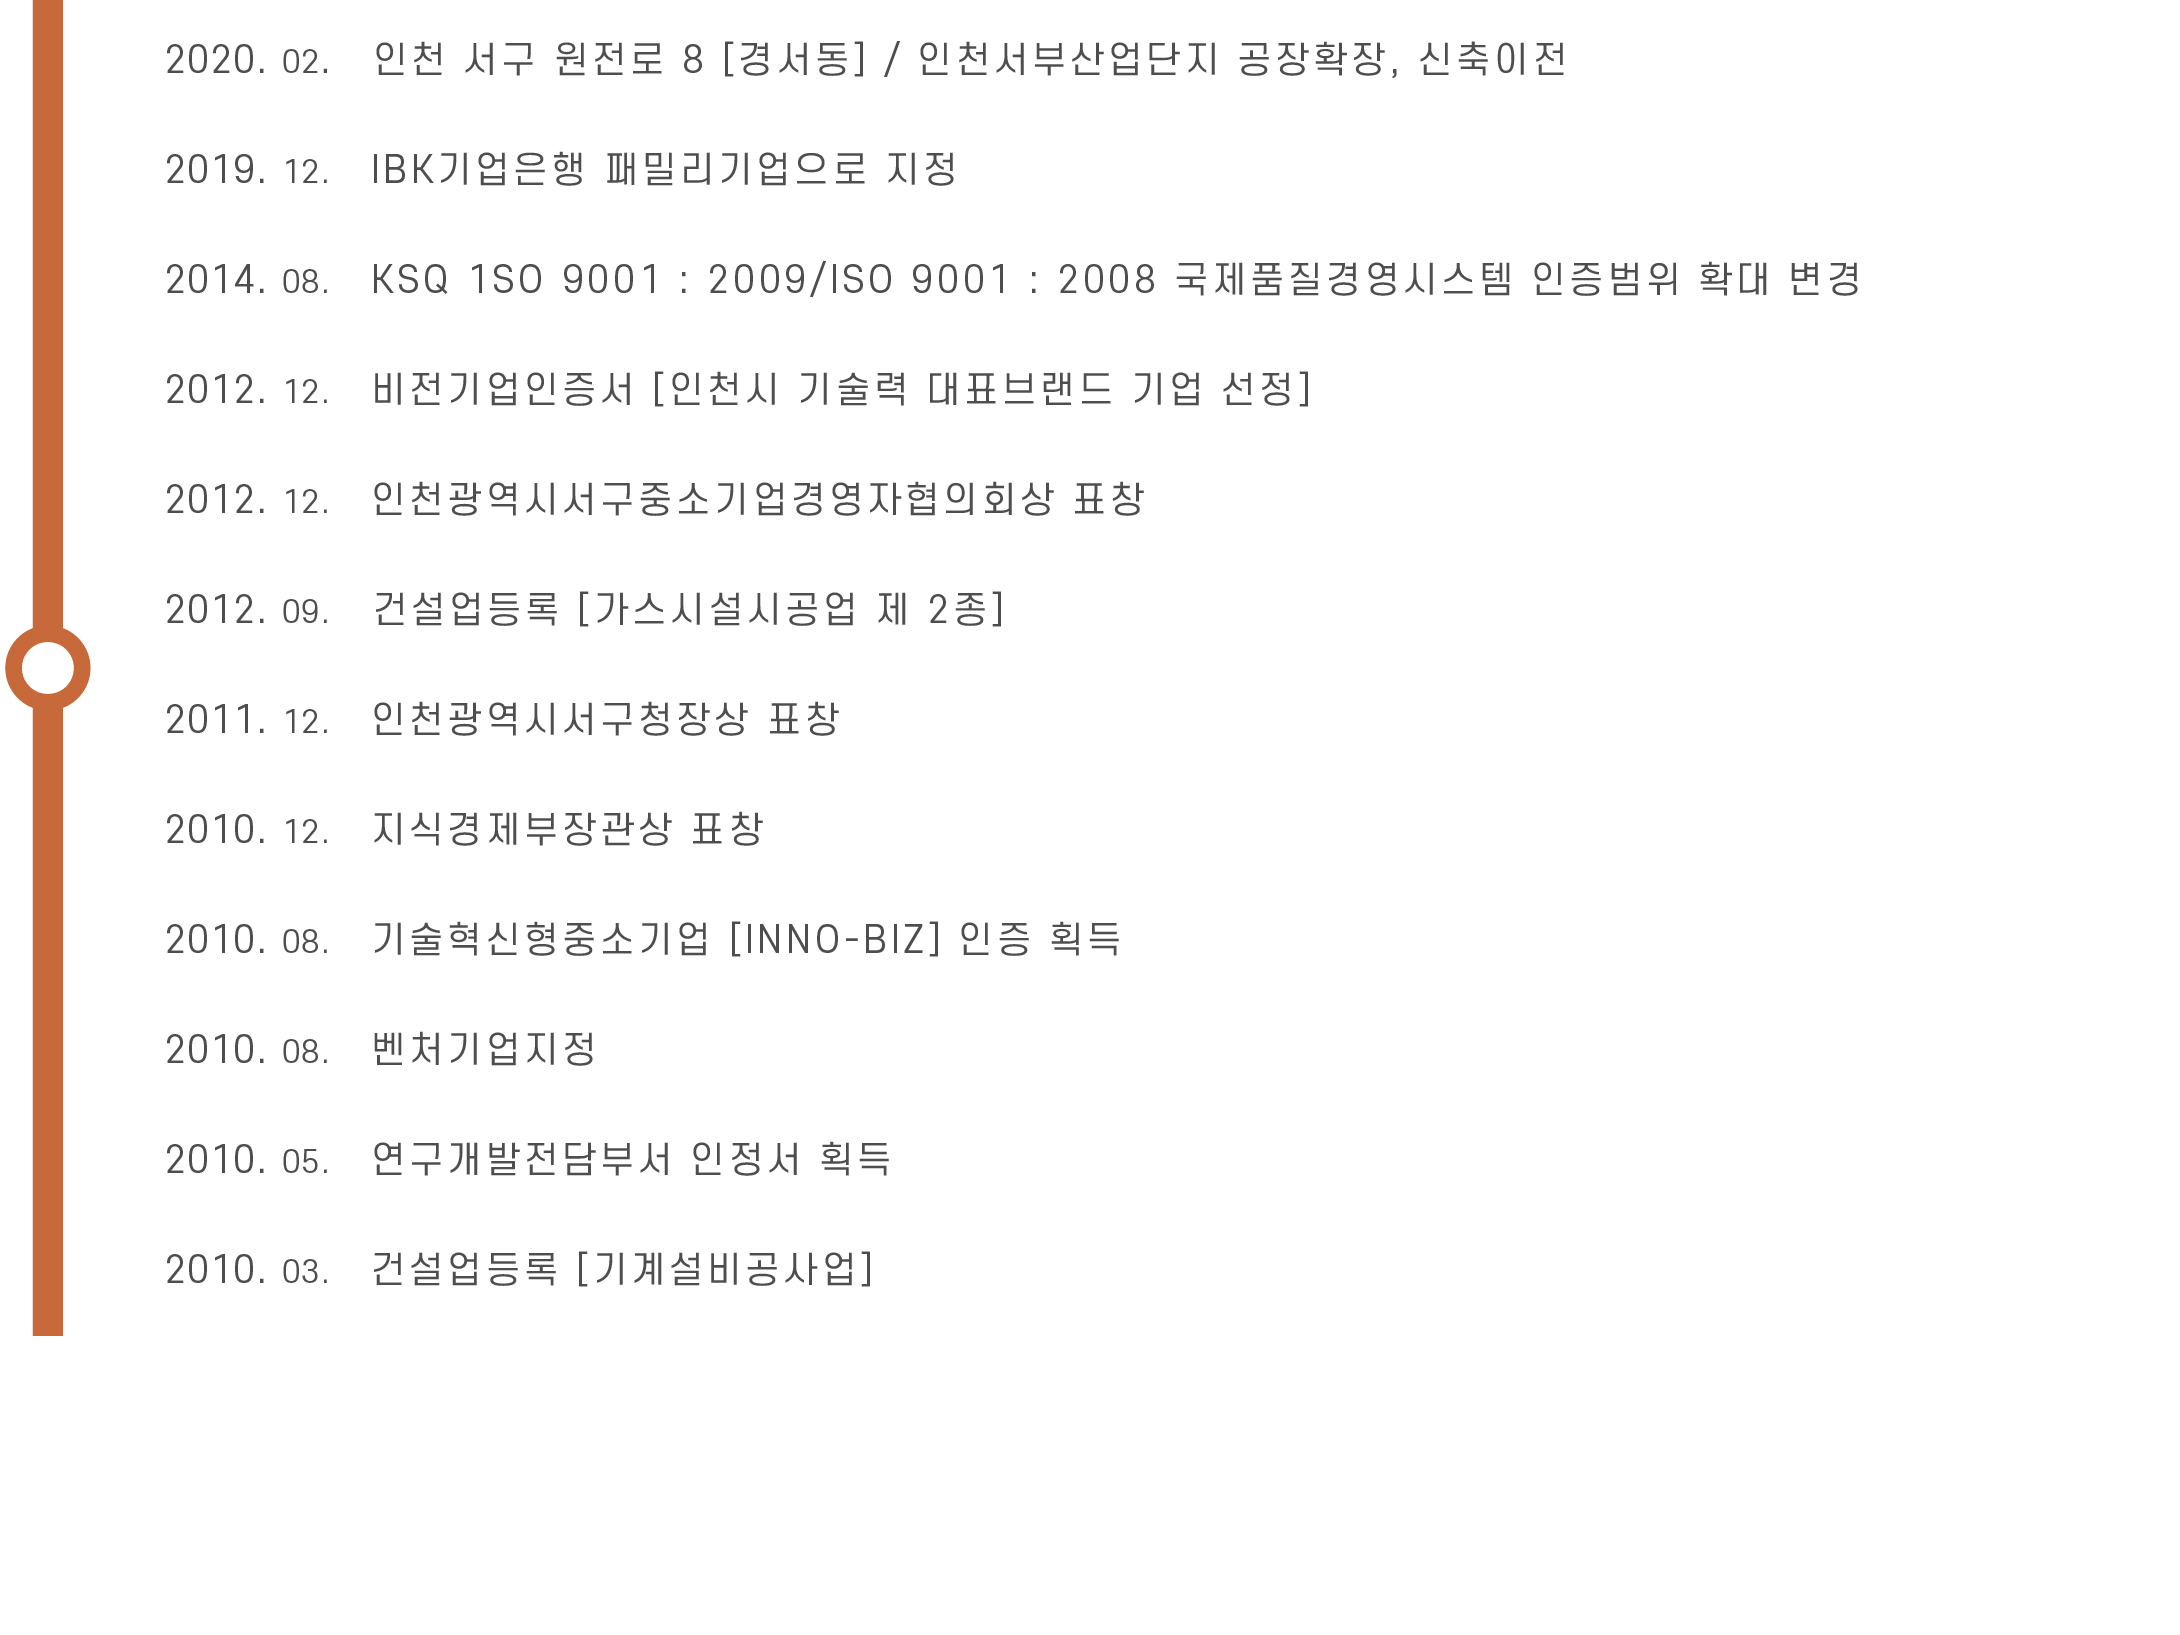 2020. 02. 인천 서구 원전로 8 [경서동] / 인천서부산업단지 공장확장, 신축이전
2019. 12. IBK기업은행 패밀리기업으로 지정
2014. 08. KSQ 1SO 9001 : 2009/ISO 9001 : 2008 국제품질경영시스템 인증범위 확대 변경
2012. 12. 비전기업인증서 [인천시 기술력 대표브랜드 기업 선정]
2012. 12. 인천광역시서구중소기업경영자협의회상 표창
2012. 09. 건설업등록 [가스시설시공업 제 2종]
2011. 12. 인천광역시서구청장상 표창
2010. 12. 지식경제부장관상 표창
2010. 08. 기술혁신형중소기업 [INNO-BIZ] 인증 획득
2010. 08. 벤처기업지정
2010. 05. 연구개발전담부서 인정서 획득
2010. 03. 건설업등록 [기계설비공사업]